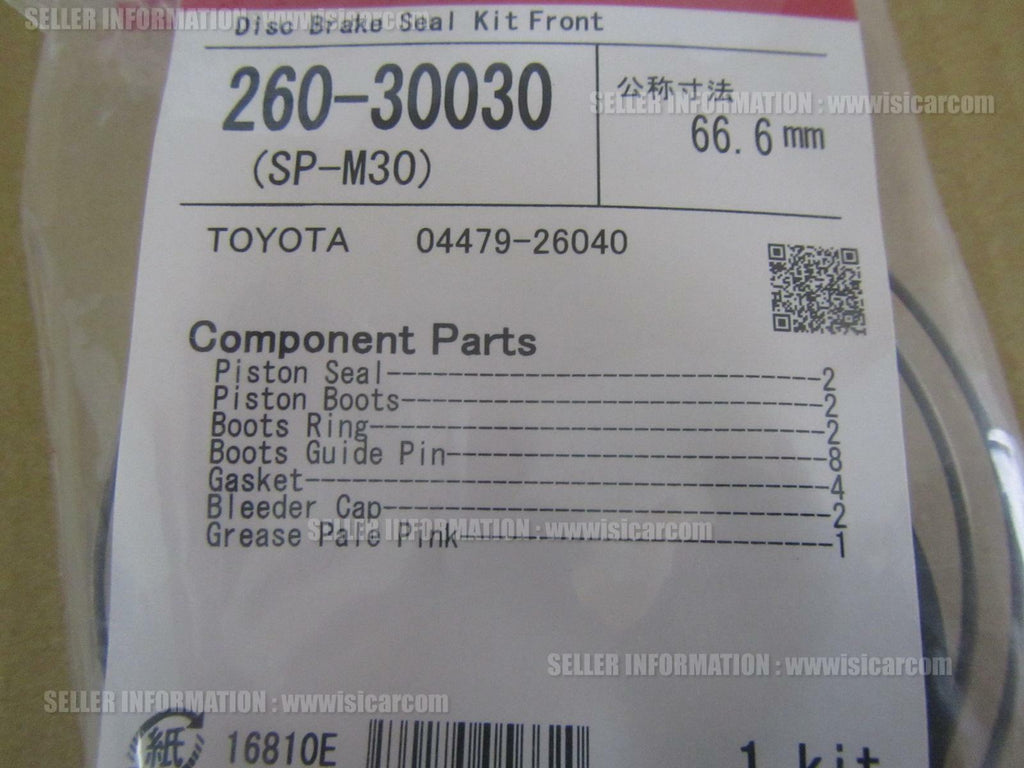 SELLER INFORMATION : wwwisicarcom
Disc Brake Seal Kit Front
260-30030
(SP-M30)
公称寸法
SELLER INFORMATION : wwwisicarcom
66.6 mm
TOYOTA 04479-26040
Component Parts
Piston Seal------2
Piston Boots------2
Boots Ring------2
Boots Guide Pin------8
Gasket------4
Bleeder Cap------2
SELLER INFORMATION : wwwisicarcom
Grease Pale Pink------1
SELLER INFORMATION : wwwisicarcom
SELLER INFORMATION : wwwisicarcom
紙 16810E
1 kit